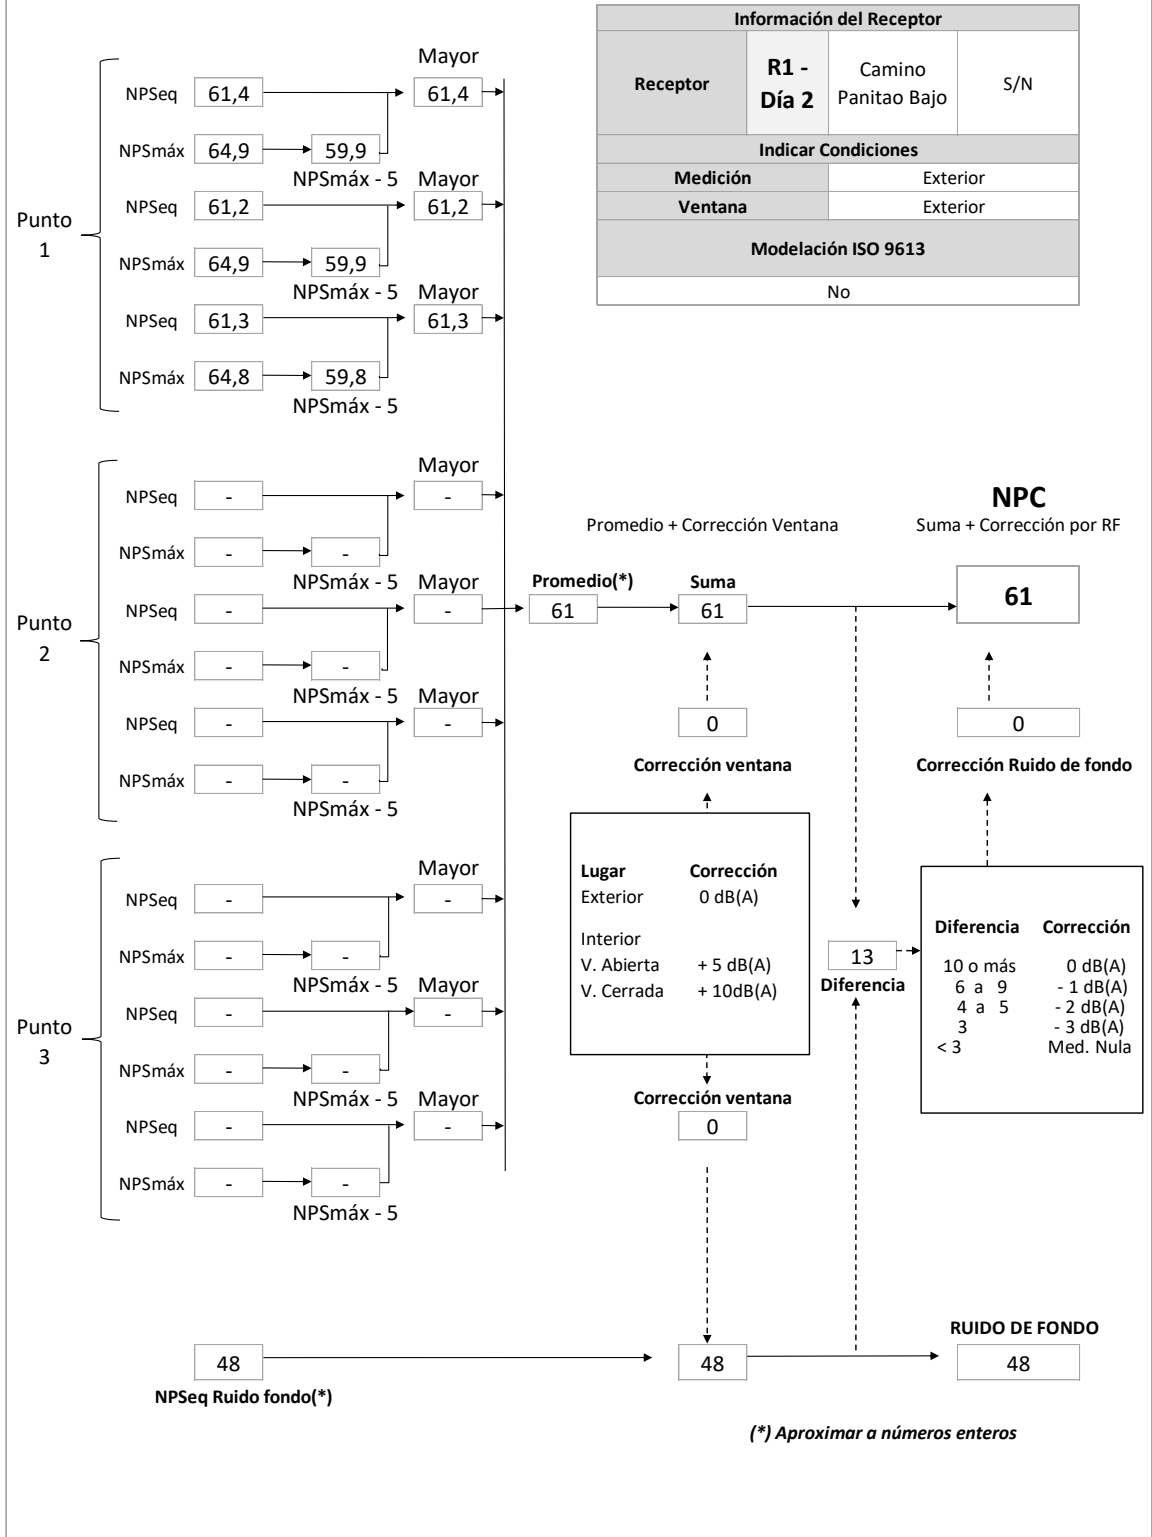 Información del Receptor
Receptor
R1 -
Día 2
Camino
Panitao Bajo
S/N
Indicar Condiciones
Medición Exterior
Ventana Exterior
Modelación ISO 9613
No
Mayor
NPSeq 61,4 61,4
NPSmáx 64,9 59,9
NPSmáx - 5 Mayor
NPSeq 61,2 61,2
Punto
1
NPSmáx 64,9 59,9
NPSmáx - 5 Mayor
NPSeq 61,3 61,3
NPSmáx 64,8 59,8
NPSmáx - 5
Mayor
NPSeq - -
NPSmáx - -
NPSmáx - 5 Mayor
NPSeq - -
Punto
2
NPSmáx - -
NPSmáx - 5 Mayor
NPSeq - -
NPSmáx - -
NPSmáx - 5
Mayor
NPSeq - -
NPSmáx - -
NPSmáx - 5
NPSeq - -
Punto
3
NPSmáx - -
NPSmáx - 5 Mayor
NPSeq - -
NPSmáx - -
NPSmáx - 5
NPC
Promedio + Corrección Ventana
Suma + Corrección por RF
Promedio(*)
61
Suma
61
61
0
Corrección ventana
0
Corrección Ruido de fondo
Lugar Corrección
Exterior 0 dB(A)
Interior
V. Abierta + 5 dB(A)
V. Cerrada + 10dB(A)
13
Diferencia
Diferencia Corrección
10 o más 0 dB(A)
6 a 9 - 1 dB(A)
4 a 5 - 2 dB(A)
3 - 3 dB(A)
< 3 Med. Nula
Corrección ventana
0
RUIDO DE FONDO
48 48 48
NPSeq Ruido fondo(*)
(*) Aproximar a números enteros